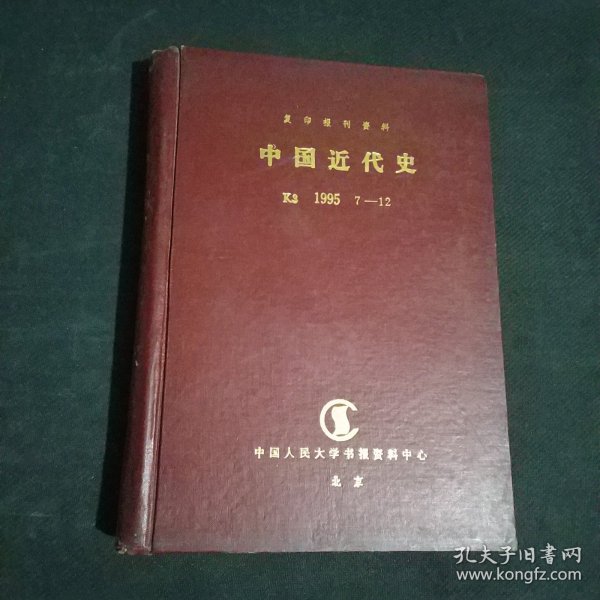 复印报刊资料
中国近代史
K3 1995 7—12
中国人民大学书报资料中心
北京
孔夫子旧书网
www.kongfz.com